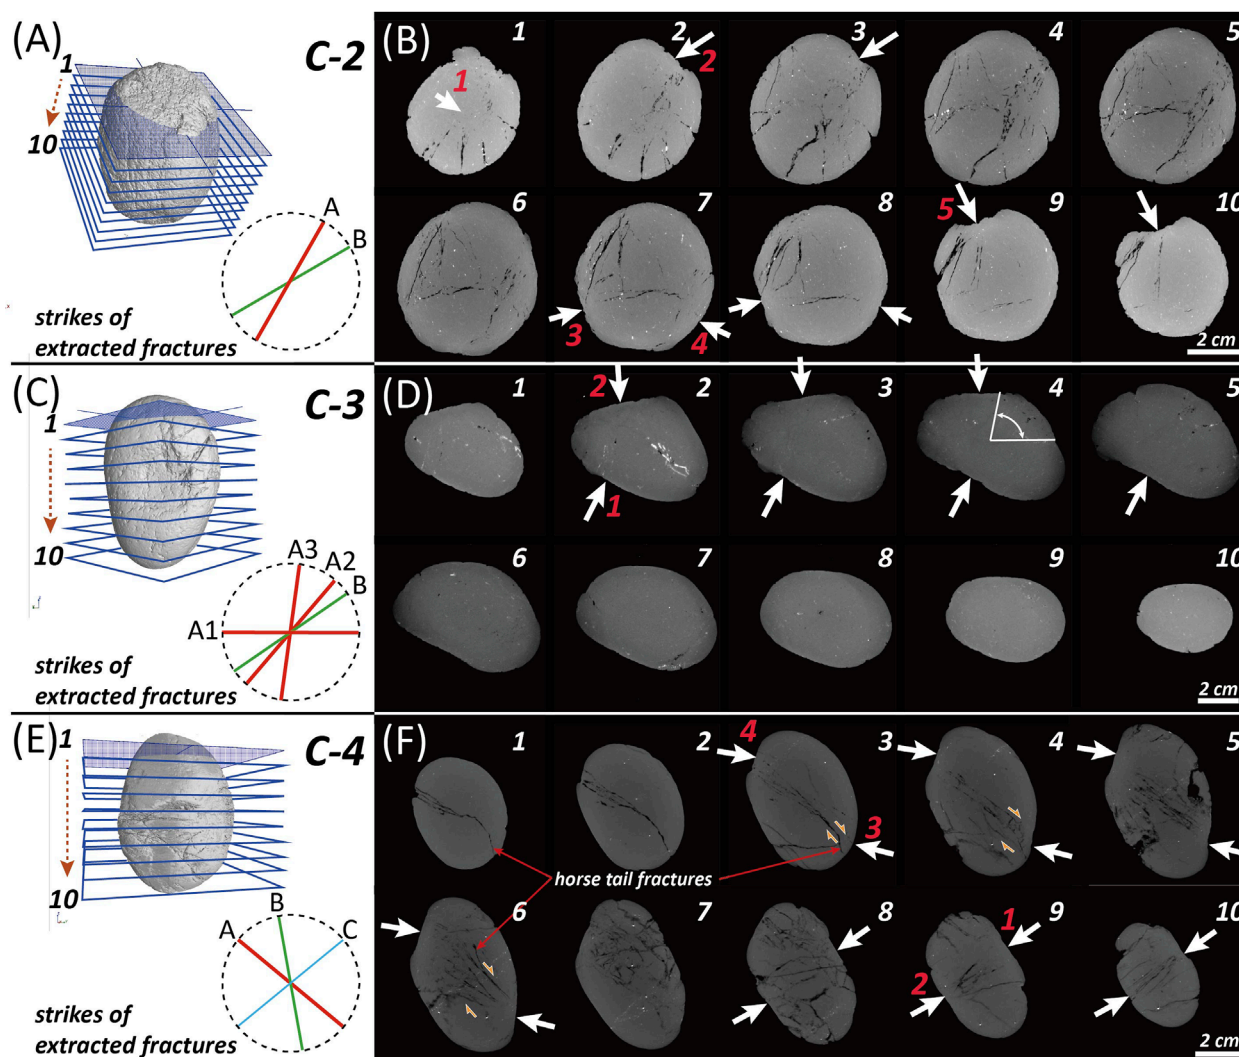 (A)
C-2
1
10
A
B
strikes of
extracted fractures
(B)
1
2
3
4
5
1
2
6
7
8
9
10
3
4
5
2 cm
(C)
C-3
1
10
A3
A2
B
A1
strikes of
extracted fractures
(D)
1
2
3
4
5
2
1
6
7
8
9
10
2 cm
(E)
C-4
1
10
A
B
C
strikes of
extracted fractures
(F)
1
2
3
4
5
4
3
horse tail fractures
6
7
8
9
10
1
2
2 cm